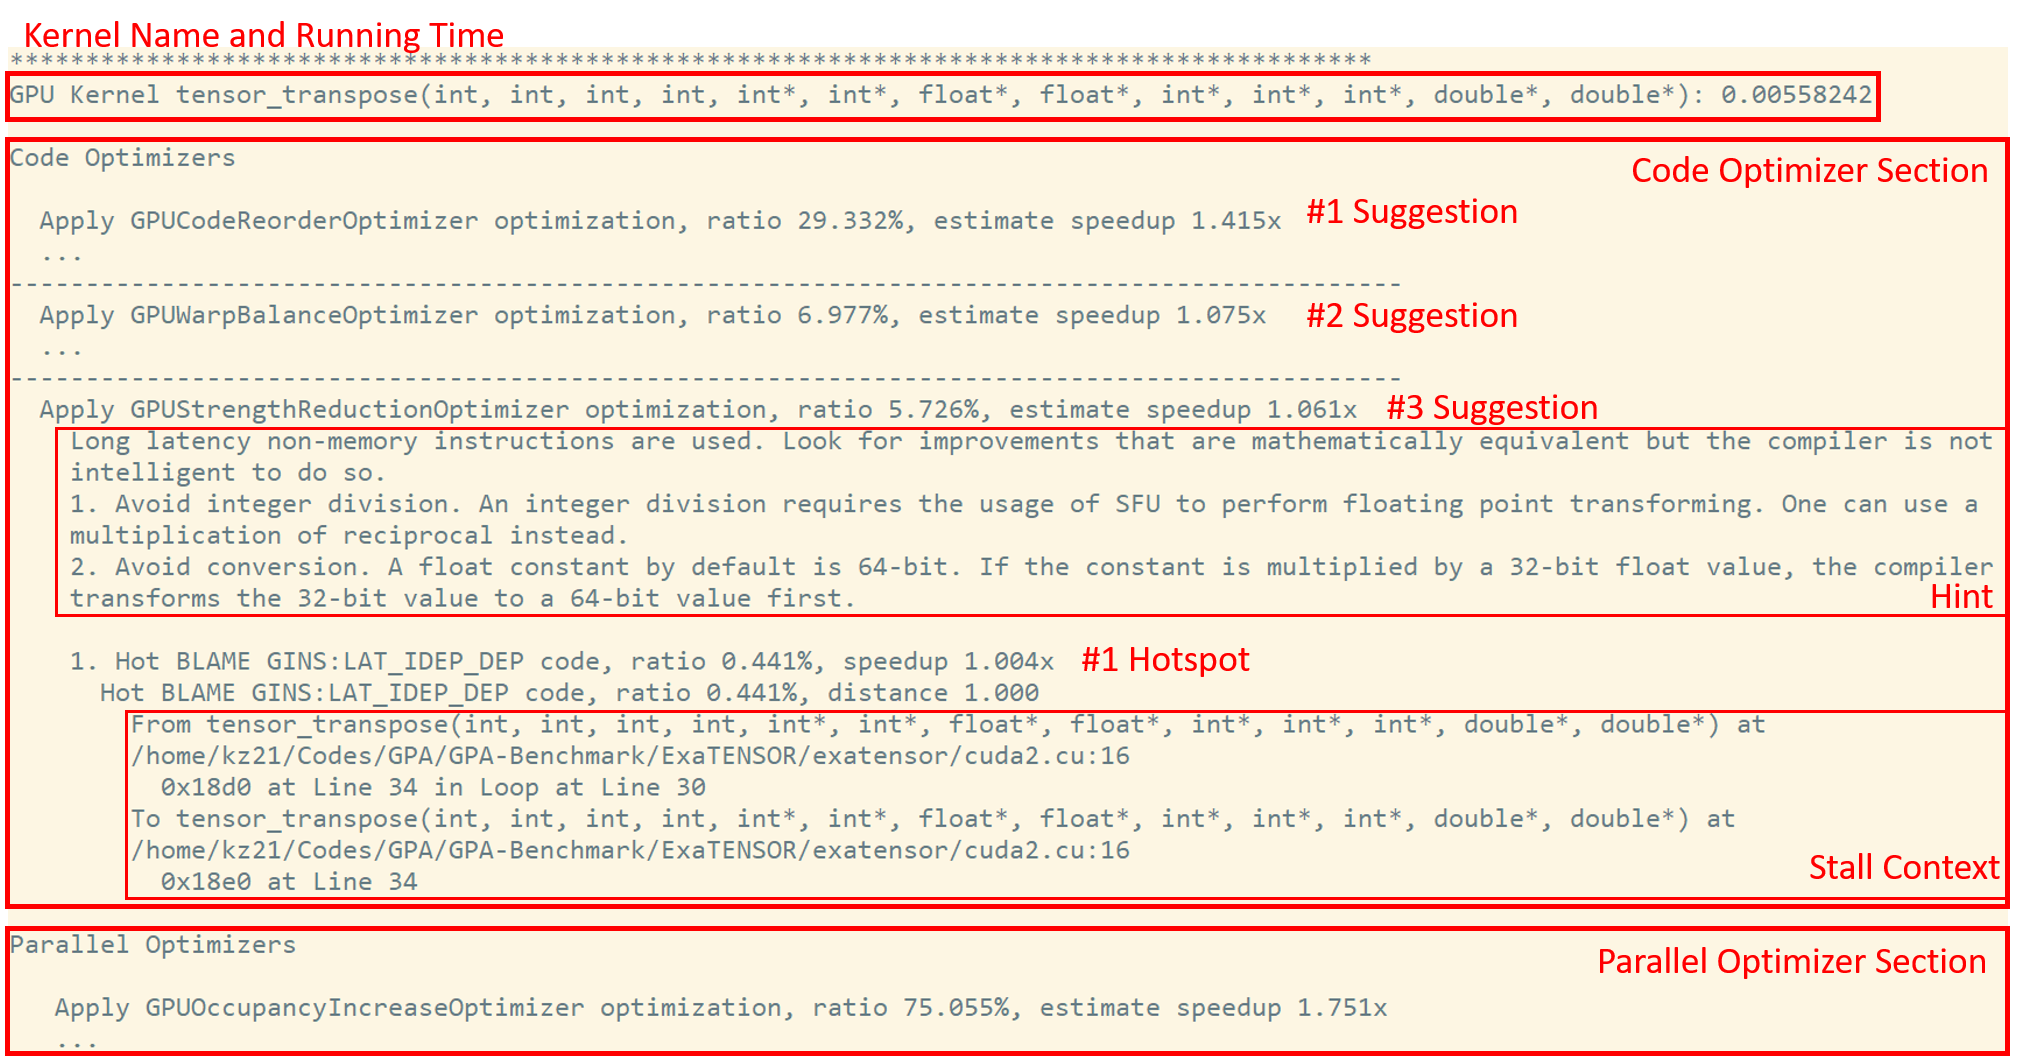 Kernel Name and Running Time
******************************************************************************************
GPU Kernel tensor_transpose(int, int, int, int, int*, int*, float*, float*, int*, int*, int*, double*, double*): 0.00558242
Code Optimizers
Code Optimizer Section
Apply GPUCodeReorderOptimizer optimization, ratio 29.332%, estimate speedup 1.415x #1 Suggestion
...
--------------------------------------------------------------------------------------------
Apply GPUWarpBalanceOptimizer optimization, ratio 6.977%, estimate speedup 1.075x #2 Suggestion
...
--------------------------------------------------------------------------------------------
Apply GPUStrengthReductionOptimizer optimization, ratio 5.726%, estimate speedup 1.061x #3 Suggestion
Long latency non-memory instructions are used. Look for improvements that are mathematically equivalent but the compiler is not
intelligent to do so.
1. Avoid integer division. An integer division requires the usage of SFU to perform floating point transforming. One can use a
multiplication of reciprocal instead.
2. Avoid conversion. A float constant by default is 64-bit. If the constant is multiplied by a 32-bit float value, the compiler
transforms the 32-bit value to a 64-bit value first.
Hint
1. Hot BLAME GINS:LAT_IDEP_DEP code, ratio 0.441%, speedup 1.004x #1 Hotspot
Hot BLAME GINS:LAT_IDEP_DEP code, ratio 0.441%, distance 1.000
From tensor_transpose(int, int, int, int, int*, int*, float*, float*, int*, int*, int*, double*, double*) at
/home/kz21/Codes/GPA/GPA-Benchmark/ExaTENSOR/exatensor/cuda2.cu:16
0x18d0 at Line 34 in Loop at Line 30
To tensor_transpose(int, int, int, int, int*, int*, float*, float*, int*, int*, int*, double*, double*) at
/home/kz21/Codes/GPA/GPA-Benchmark/ExaTENSOR/exatensor/cuda2.cu:16
0x18e0 at Line 34
Stall Context
Parallel Optimizers
Parallel Optimizer Section
Apply GPUOccupancyIncreaseOptimizer optimization, ratio 75.055%, estimate speedup 1.751x
...